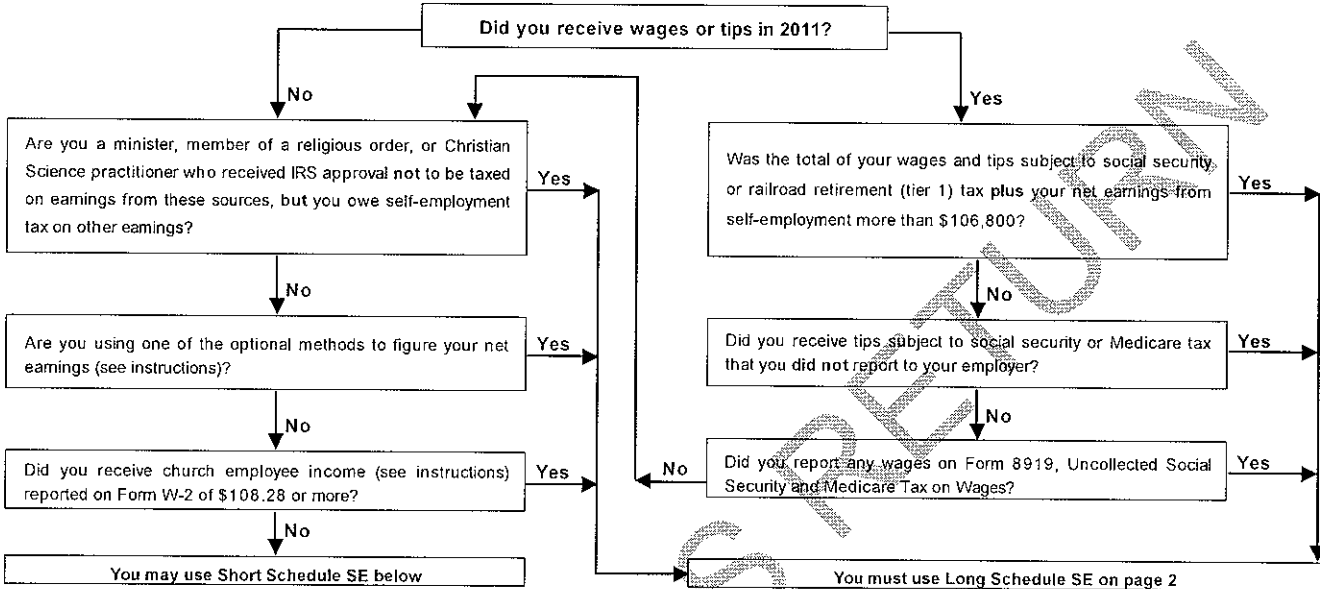 Did you receive wages or tips in 2011?
No
Yes
Are you a minister, member of a religious order, or Christian
Science practitioner who received IRS approval not to be taxed
on earnings from these sources, but you owe self-employment
tax on other earnings?
Yes
Was the total of your wages and tips subject to social security
or railroad retirement (tier 1) tax plus your net earnings from
self-employment more than $106,800?
Yes
No
No
Are you using one of the optional methods to figure your net
earnings (see instructions)?
Yes
Did you receive tips subject to social security or Medicare tax
that you did not report to your employer?
Yes
No
No
Did you receive church employee income (see instructions)
reported on Form W-2 of $108.28 or more?
Yes
No
Did you report any wages on Form 8919, Uncollected Social
Security and Medicare Tax on Wages?
Yes
No
You may use Short Schedule SE below
You must use Long Schedule SE on page 2
S RETURN